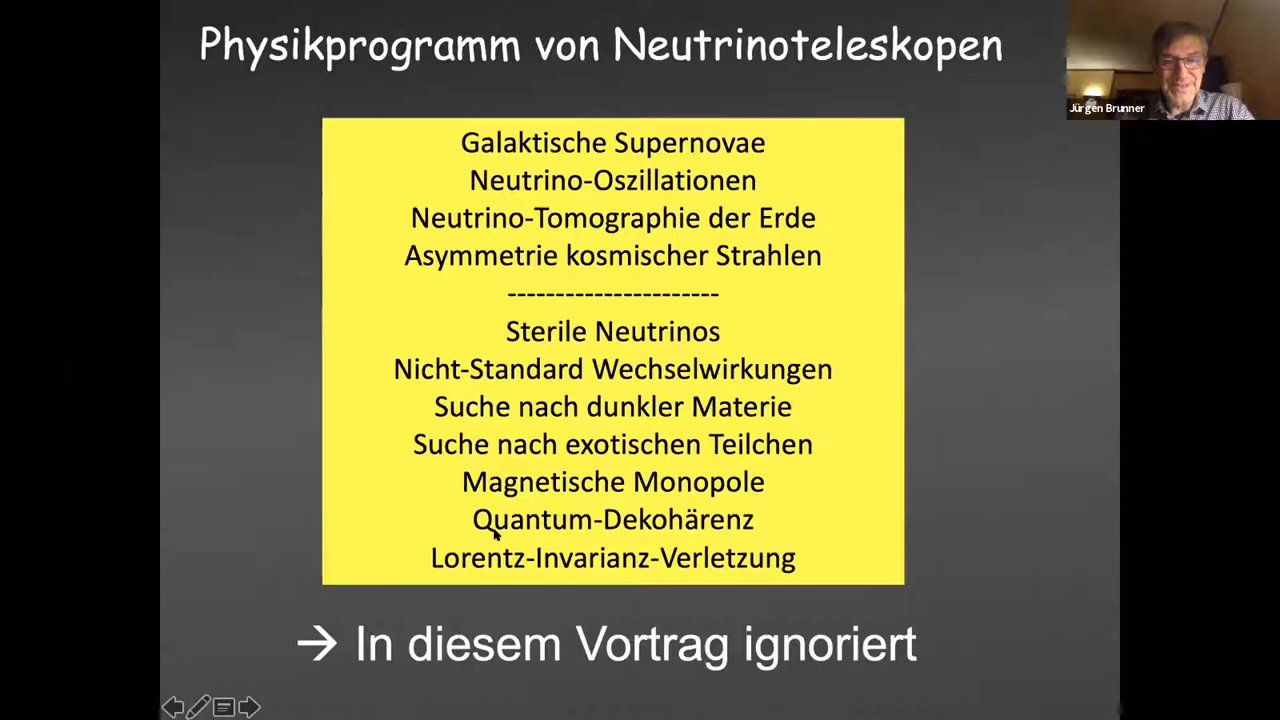 Physikprogramm von Neutrinoteleskopen
Jürgen Brunner
Galaktische Supernovae
Neutrino-Oszillationen
Neutrino-Tomographie der Erde
Asymmetrie kosmischer Strahlen
----------------------
Sterile Neutrinos
Nicht-Standard Wechselwirkungen
Suche nach dunkler Materie
Suche nach exotischen Teilchen
Magnetische Monopole
Quantum-Dekohärenz
Lorentz-Invarianz-Verletzung
→ In diesem Vortrag ignoriert